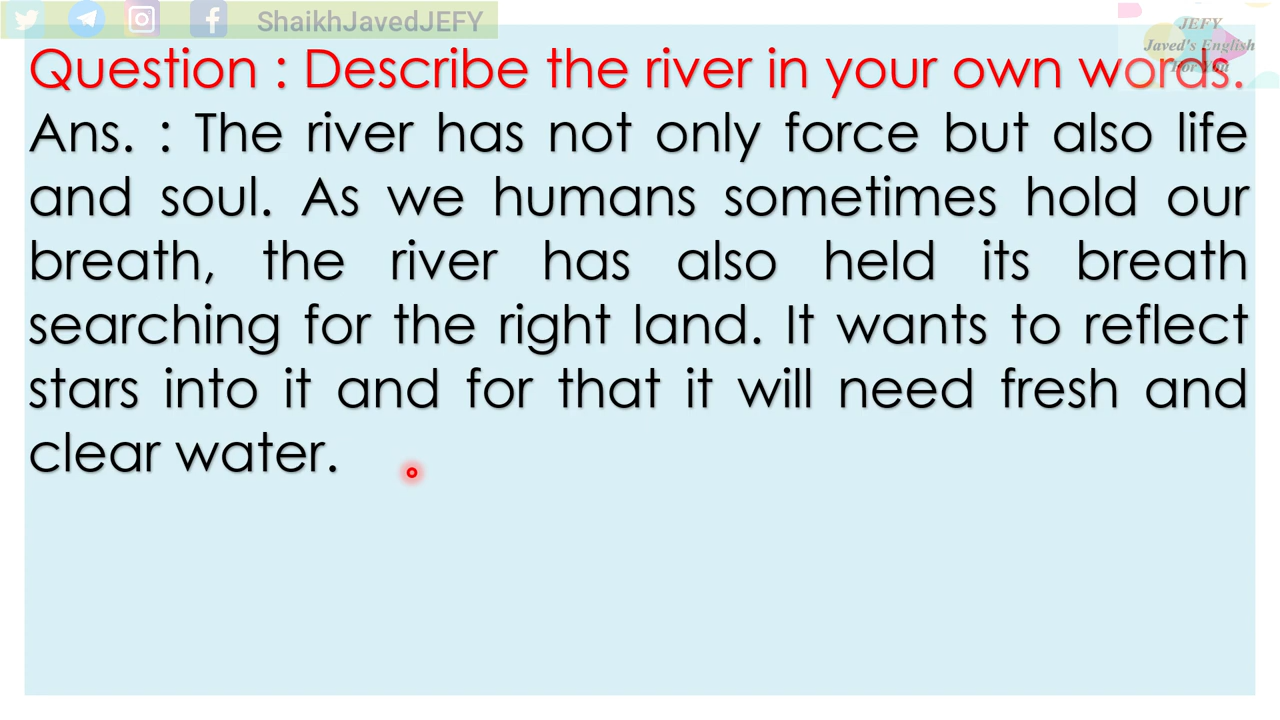 ShaikhJavedJEFY
JEFY
Javed's English
For You
Question : Describe the river in your own words.
Ans. : The river has not only force but also life
and soul. As we humans sometimes hold our
breath, the river has also held its breath
searching for the right land. It wants to reflect
stars into it and for that it will need fresh and
clear water.